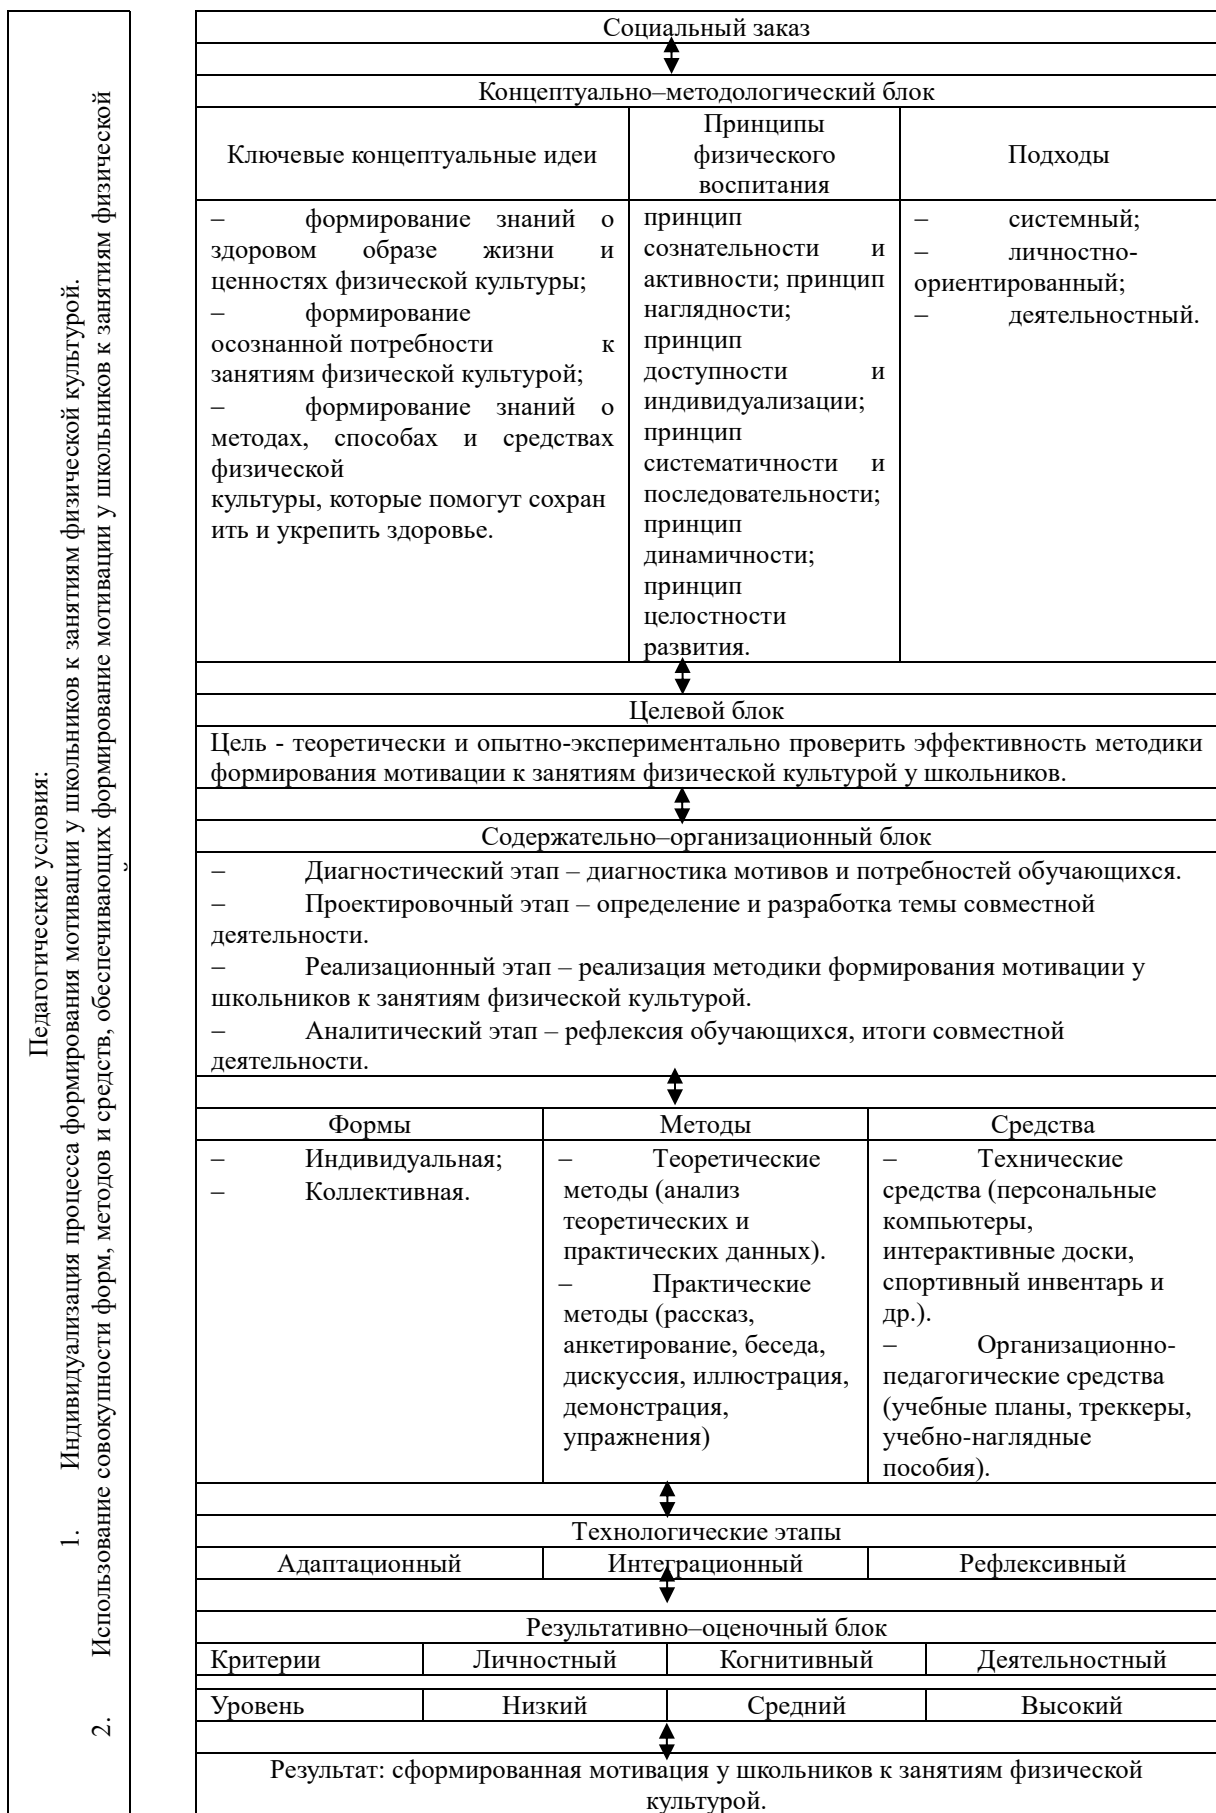 Педагогические условия:
1. Индивидуализация процесса формирования мотивации у школьников к занятиям физической культурой.
2. Использование совокупности форм, методов и средств, обеспечивающих формирование мотивации у школьников к занятиям физической
Социальный заказ
Концептуально–методологический блок
Ключевые концептуальные идеи
– формирование знаний о
здоровом образе жизни и
ценностях физической культуры;
– формирование
осознанной потребности к
занятиям физической культурой;
– формирование знаний о
методах, способах и средствах
физической
культуры, которые помогут сохран
ить и укрепить здоровье.
Принципы
физического
воспитания
принцип
сознательности и
активности; принцип
наглядности;
принцип
доступности и
индивидуализации;
принцип
систематичности и
последовательности;
принцип
динамичности;
принцип
целостности
развития.
Подходы
– системный;
– личностно-
ориентированный;
– деятельностный.
Целевой блок
Цель - теоретически и опытно-экспериментально проверить эффективность методики
формирования мотивации к занятиям физической культурой у школьников.
Содержательно–организационный блок
– Диагностический этап – диагностика мотивов и потребностей обучающихся.
– Проектировочный этап – определение и разработка темы совместной
деятельности.
– Реализационный этап – реализация методики формирования мотивации у
школьников к занятиям физической культурой.
– Аналитический этап – рефлексия обучающихся, итоги совместной
деятельности.
Формы
– Индивидуальная;
– Коллективная.
Методы
– Теоретические
методы (анализ
теоретических и
практических данных).
– Практические
методы (рассказ,
анкетирование, беседа,
дискуссия, иллюстрация,
демонстрация,
упражнения)
Средства
– Технические
средства (персональные
компьютеры,
интерактивные доски,
спортивный инвентарь и
др.).
– Организационно-
педагогические средства
(учебные планы, треккеры,
учебно-наглядные
пособия).
Технологические этапы
Адаптационный Интеграционный Рефлексивный
Результативно–оценочный блок
Критерии Личностный Когнитивный Деятельностный
Уровень Низкий Средний Высокий
Результат: сформированная мотивация у школьников к занятиям физической
культурой.